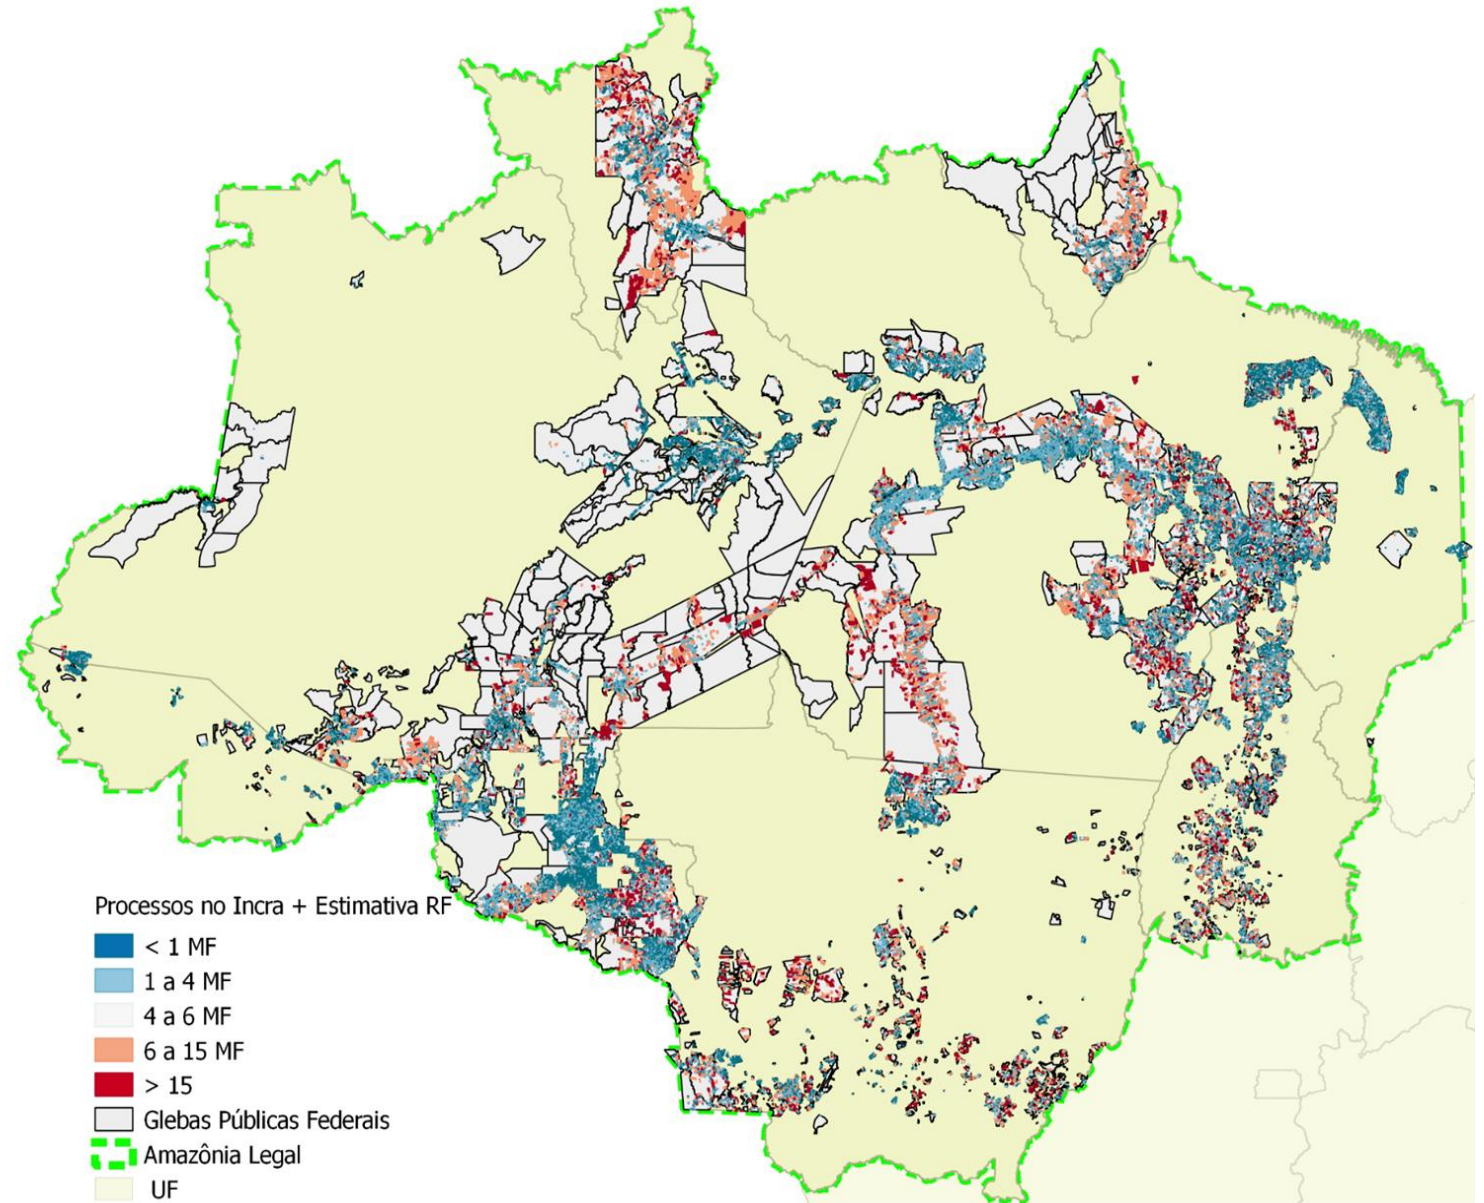 Processos no Incra + Estimativa RF
< 1 MF
1 a 4 MF
4 a 6 MF
6 a 15 MF
> 15
Glebas Públicas Federais
Amazônia Legal
UF